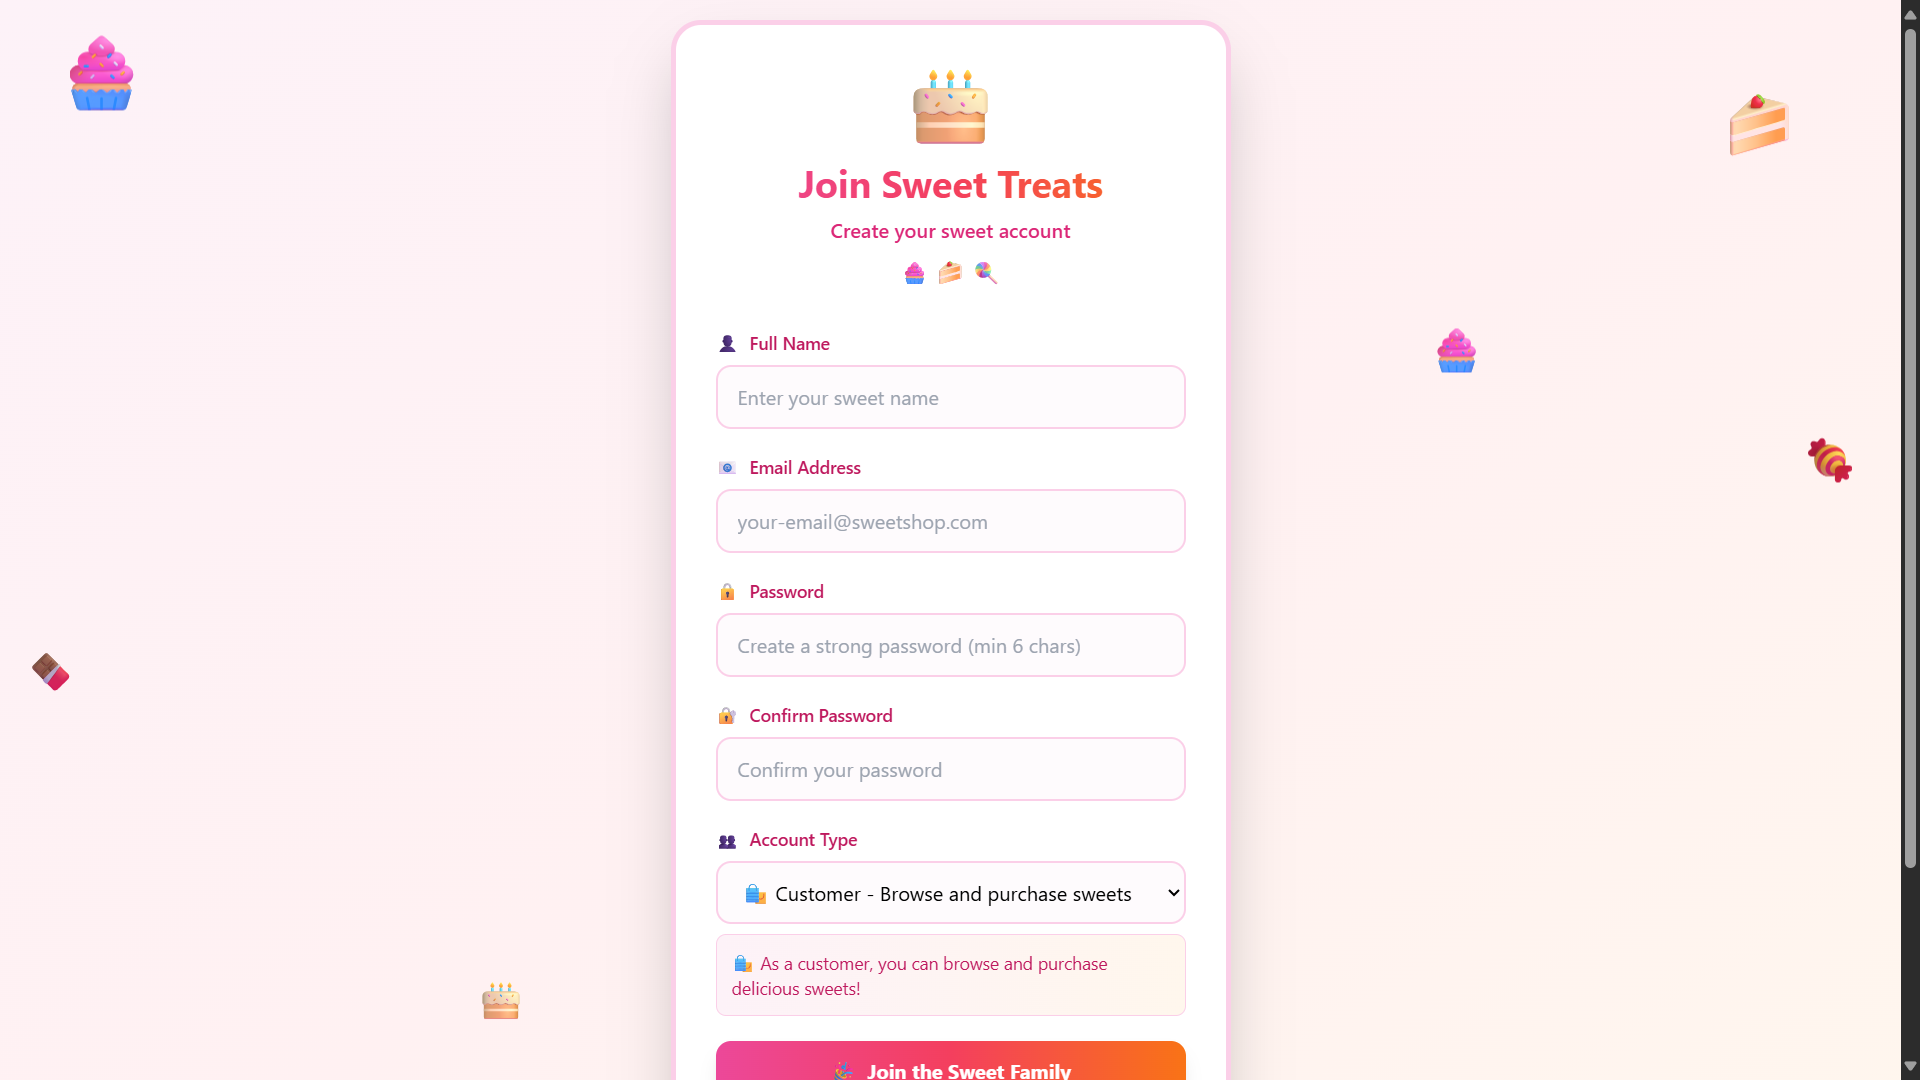 Join Sweet Treats
Create your sweet account
Full Name
Enter your sweet name
Email Address
your-email@sweetshop.com
Password
Create a strong password (min 6 chars)
Confirm Password
Confirm your password
Account Type
Customer - Browse and purchase sweets
As a customer, you can browse and purchase
delicious sweets!
Join the Sweet Family